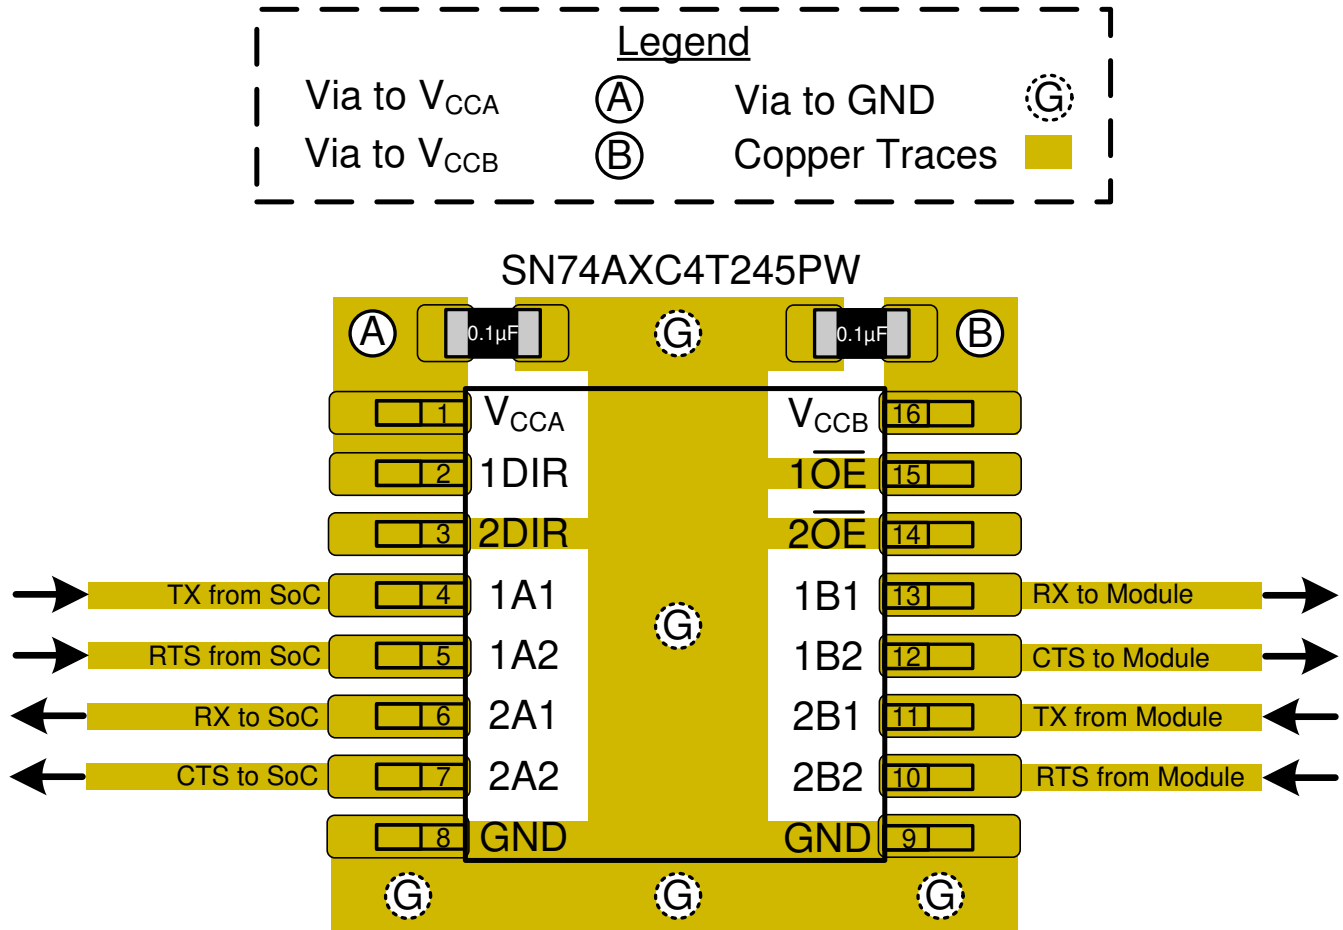 Legend
Via to VCCA A Via to GND G
Via to VCCB B Copper Traces
SN74AXC4T245PW
A 0.1µF G 0.1µF B
1 VCCA VCCB 16
2 1DIR 1O̅E̅ 15
3 2DIR 2O̅E̅ 14
TX from SoC 4 1A1 1B1 13 RX to Module
G
RTS from SoC 5 1A2 1B2 12 CTS to Module
RX to SoC 6 2A1 2B1 11 TX from Module
CTS to SoC 7 2A2 2B2 10 RTS from Module
8 GND GND 9
G G G